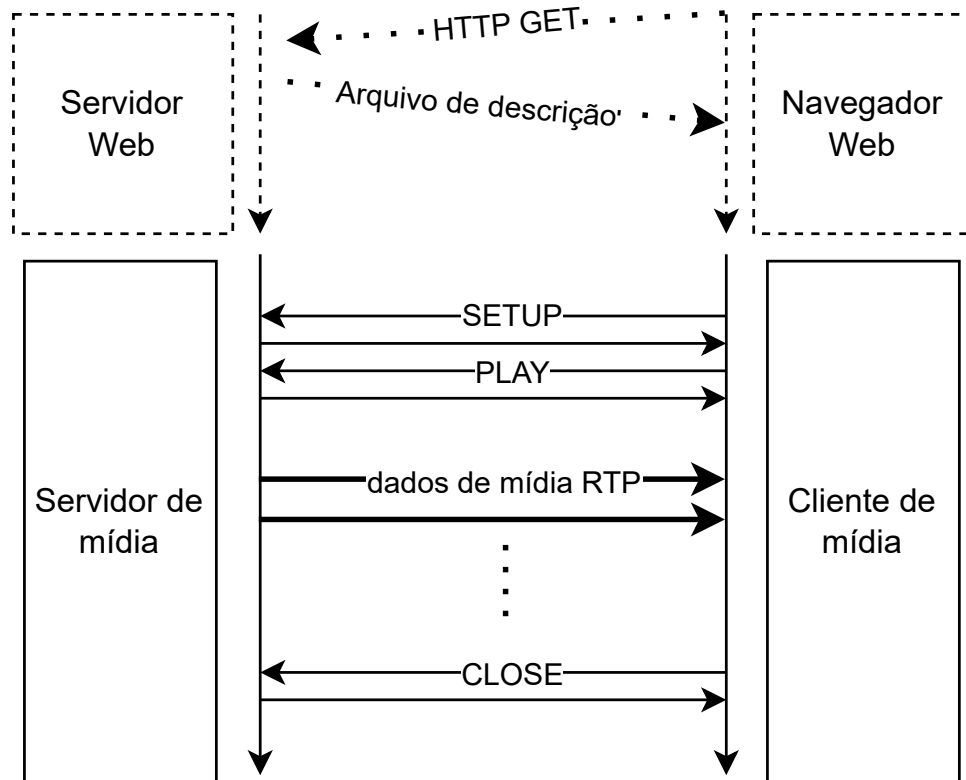 HTTP GET
Servidor
Web
Arquivo de descrição
Navegador
Web
SETUP
PLAY
dados de mídia RTP
Servidor de
mídia
Cliente de
mídia
CLOSE